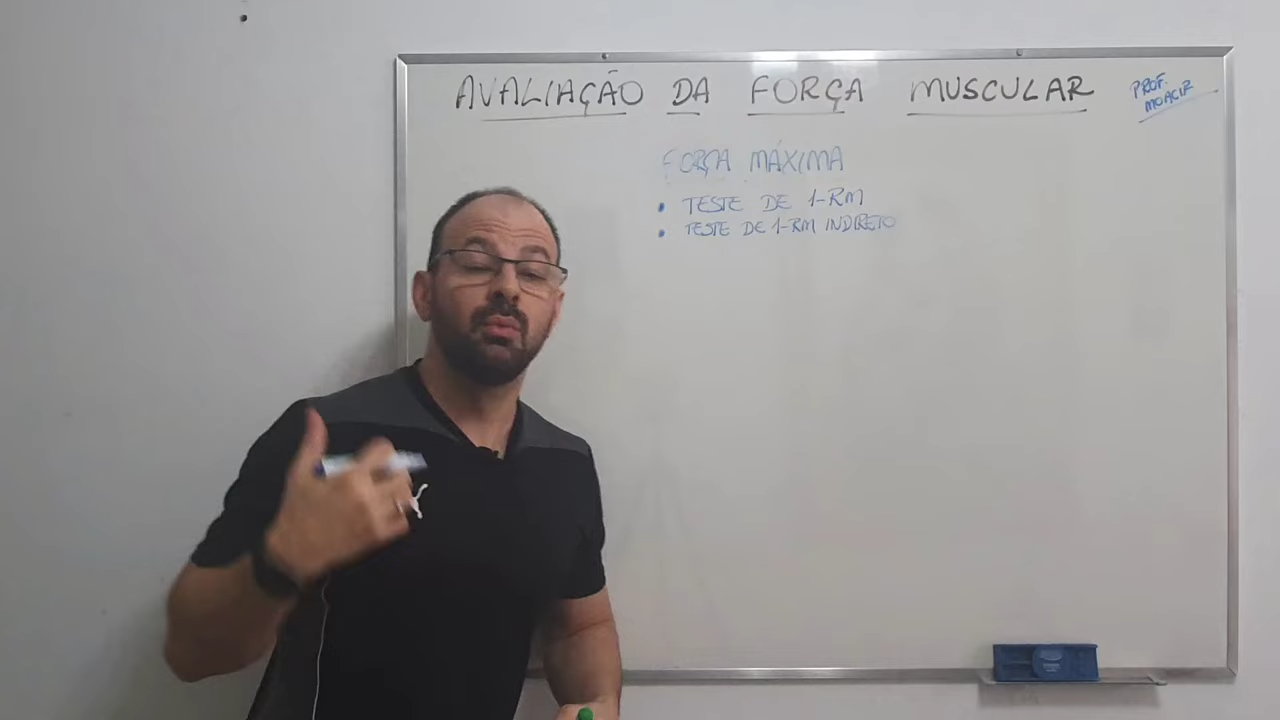 AVALIAÇÃO DA FORÇA MUSCULAR
PROF.
MOACIR
FORÇA MÁXIMA
• TESTE DE 1-RM
• TESTE DE 1-RM INDIRETO